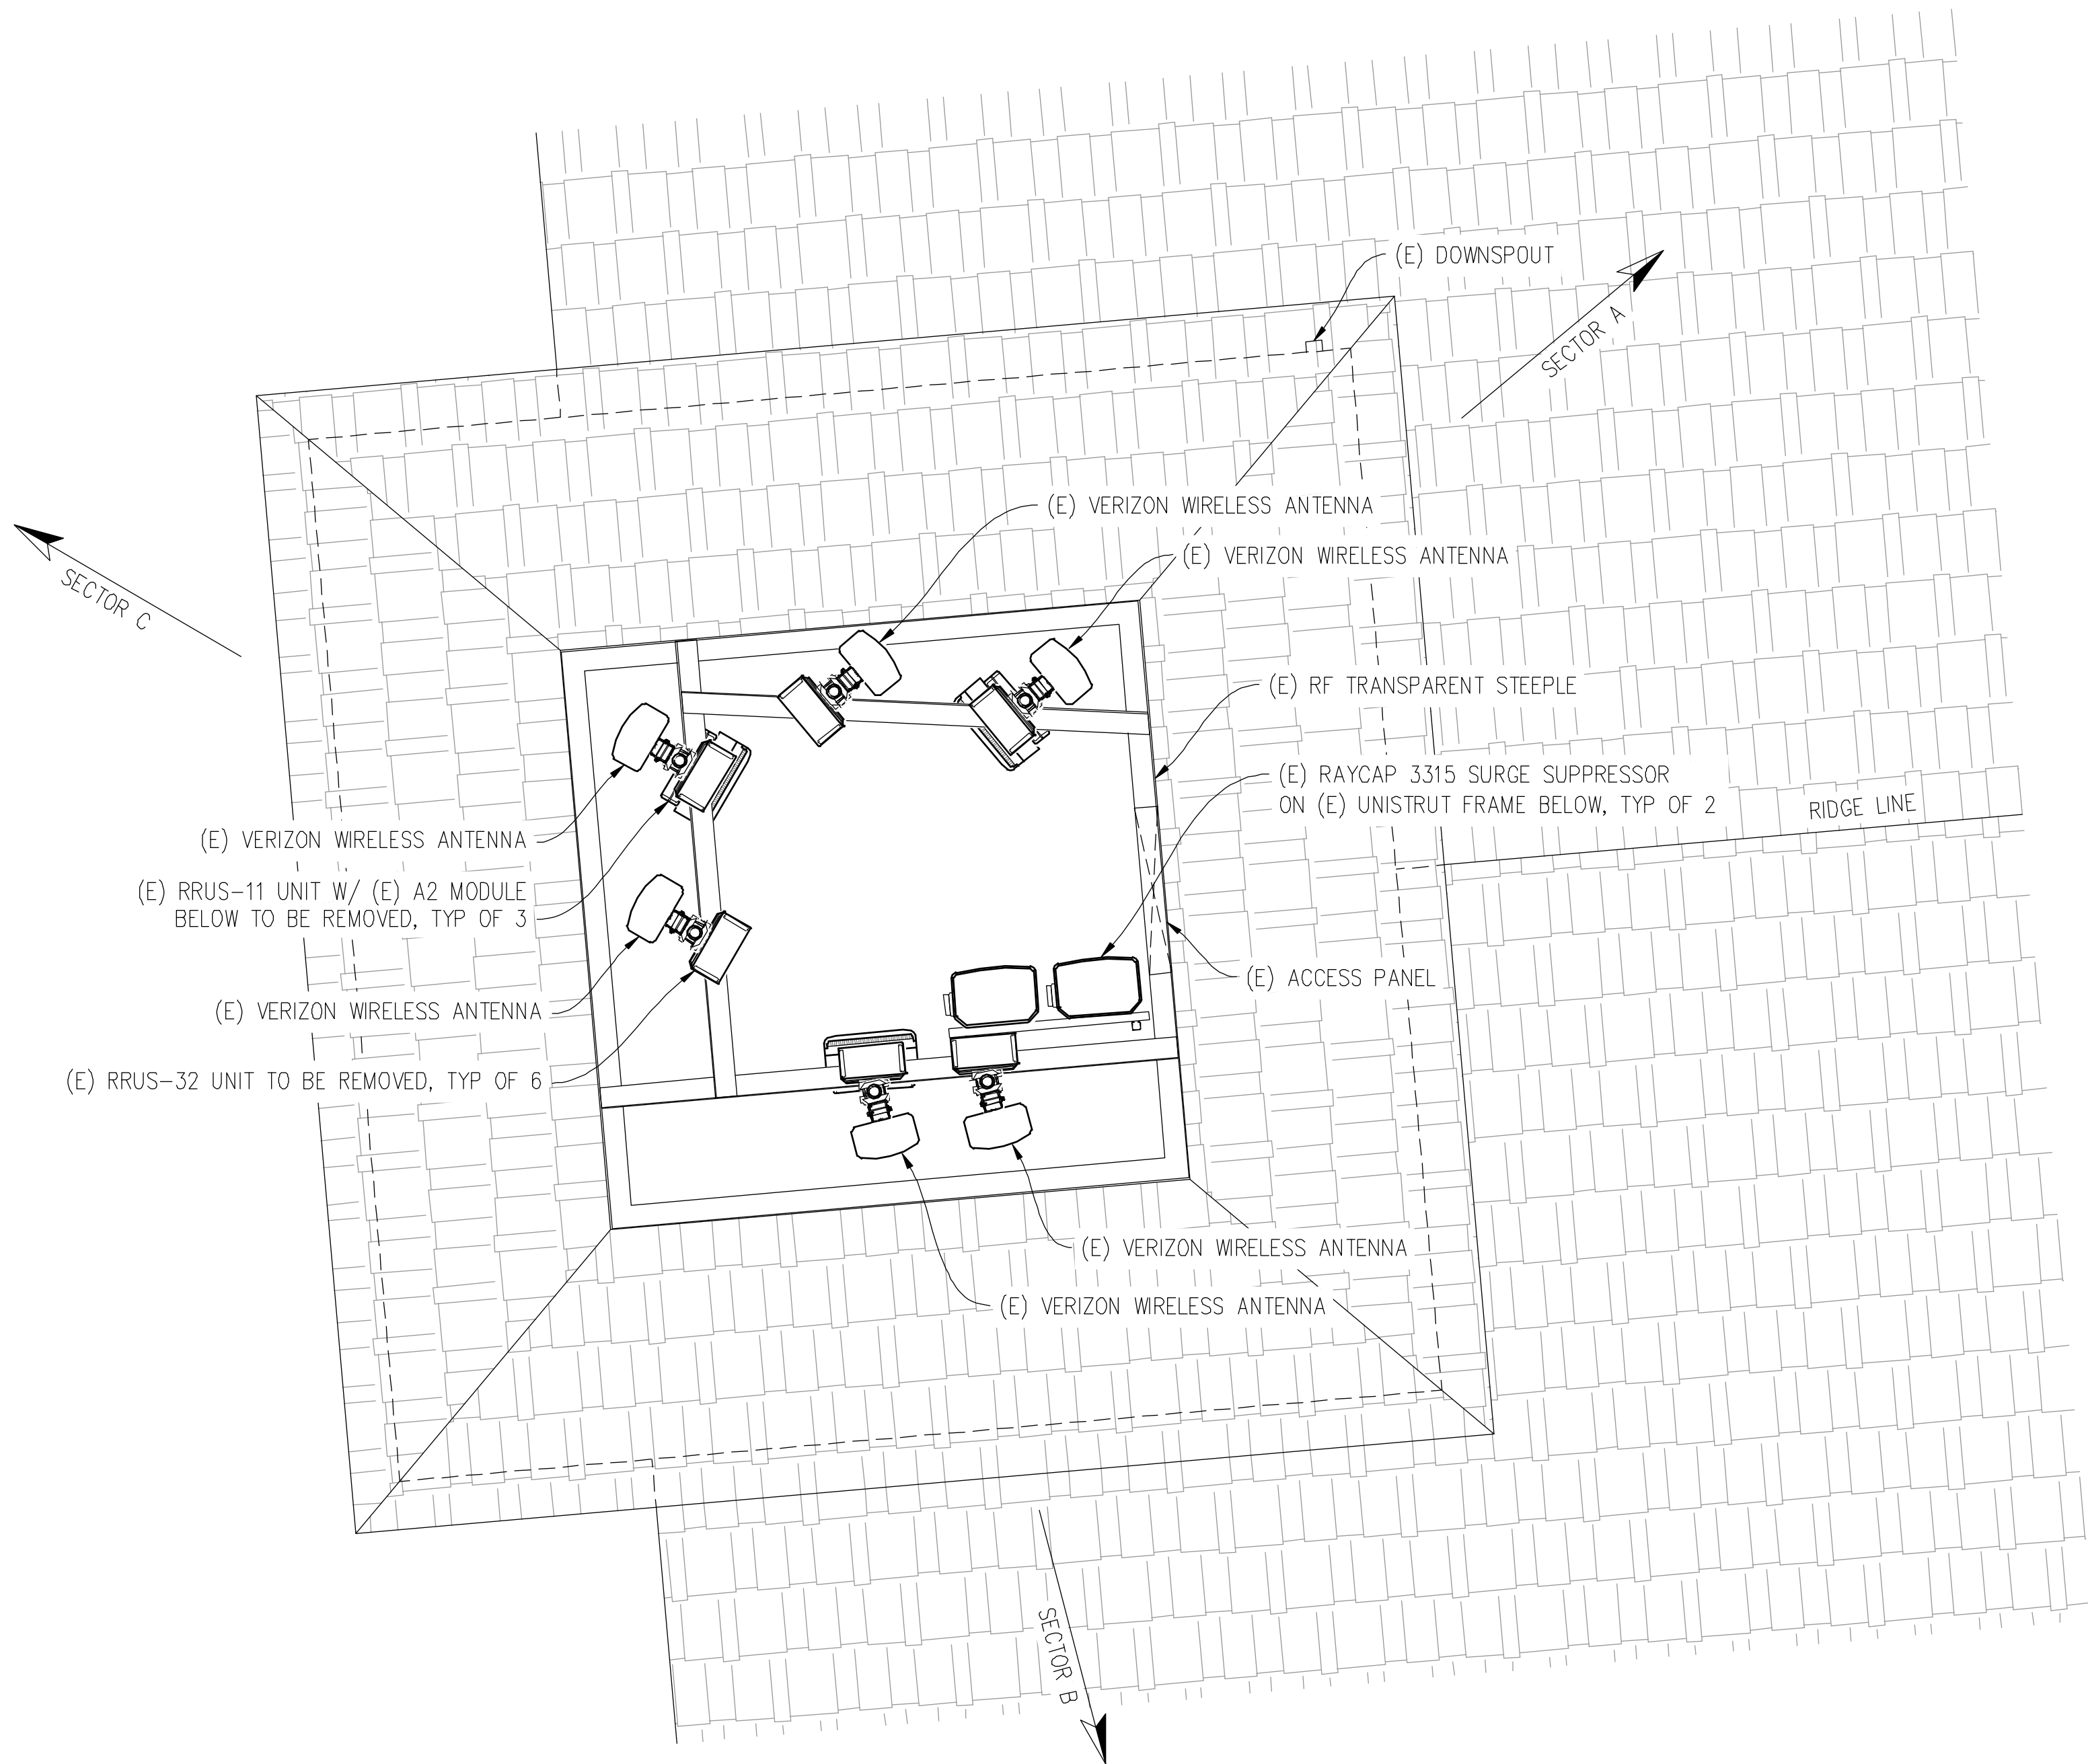 (E) DOWNSPOUT
SECTOR A
(E) VERIZON WIRELESS ANTENNA
(E) VERIZON WIRELESS ANTENNA
SECTOR C
(E) RF TRANSPARENT STEEPLE
(E) RAYCAP 3315 SURGE SUPPRESSOR
ON (E) UNISTRUT FRAME BELOW, TYP OF 2
RIDGE LINE
(E) VERIZON WIRELESS ANTENNA
(E) RRUS-11 UNIT W/ (E) A2 MODULE
BELOW TO BE REMOVED, TYP OF 3
(E) ACCESS PANEL
(E) VERIZON WIRELESS ANTENNA
(E) RRUS-32 UNIT TO BE REMOVED, TYP OF 6
(E) VERIZON WIRELESS ANTENNA
(E) VERIZON WIRELESS ANTENNA
SECTOR B